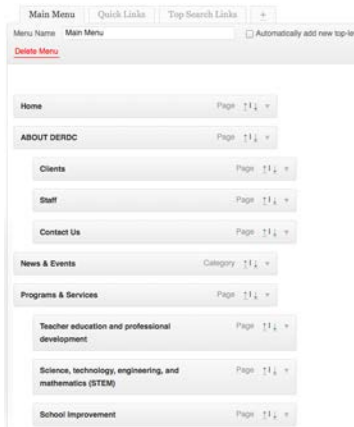 Main Menu Quick Links Top Search Links +
Menu Name Main Menu Automatically add new top-le
Delete Menu
Home Page
ABOUT DERDC Page
Clients Page
Staff Page
Contact Us Page
News & Events Category
Programs & Services Page
Teacher education and professional Page
development
Science, technology, engineering, and Page
mathematics (STEM)
School Improvement Page